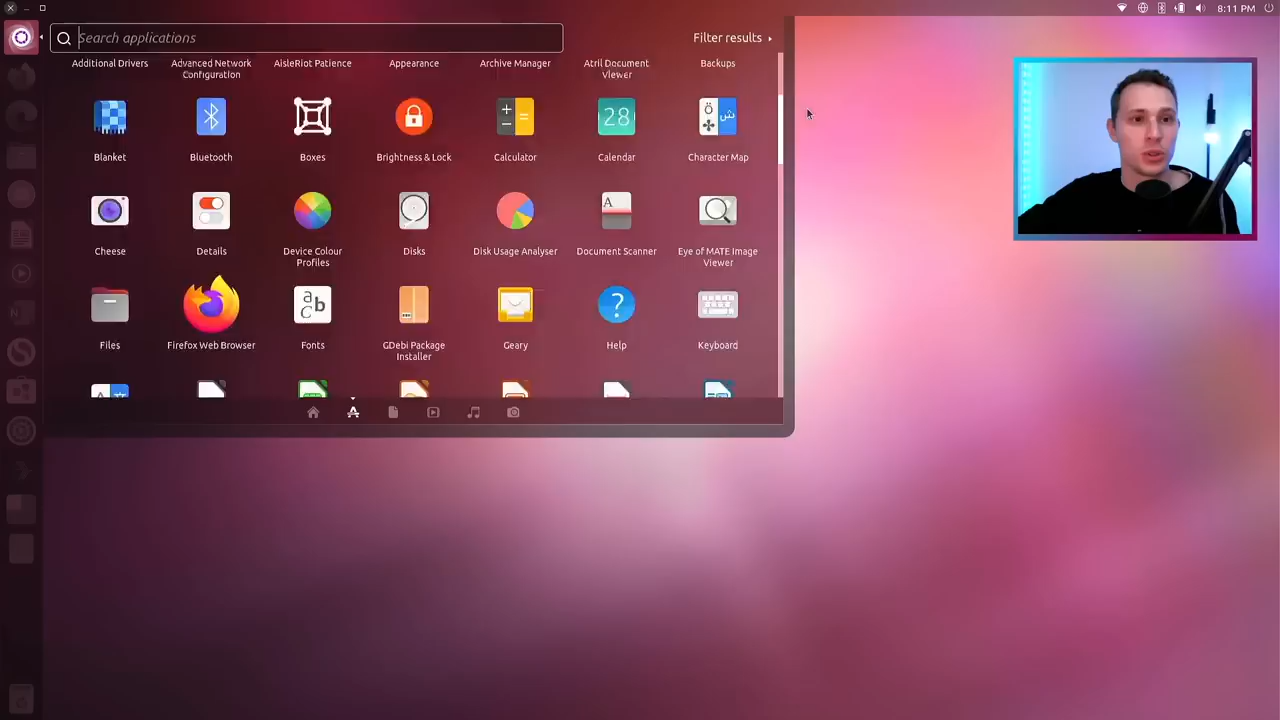 8:11 PM
Search applications
Filter results
Additional Drivers
Advanced Network
Configuration
AisleRiot Patience
Appearance
Archive Manager
Atril Document
Viewer
Backups
28
Blanket
Bluetooth
Boxes
Brightness & Lock
Calculator
Calendar
Character Map
Cheese
Details
Device Colour
Profiles
Disks
Disk Usage Analyser
Document Scanner
Eye of MATE Image
Viewer
Files
Firefox Web Browser
Fonts
GDebi Package
Installer
Geary
Help
Keyboard